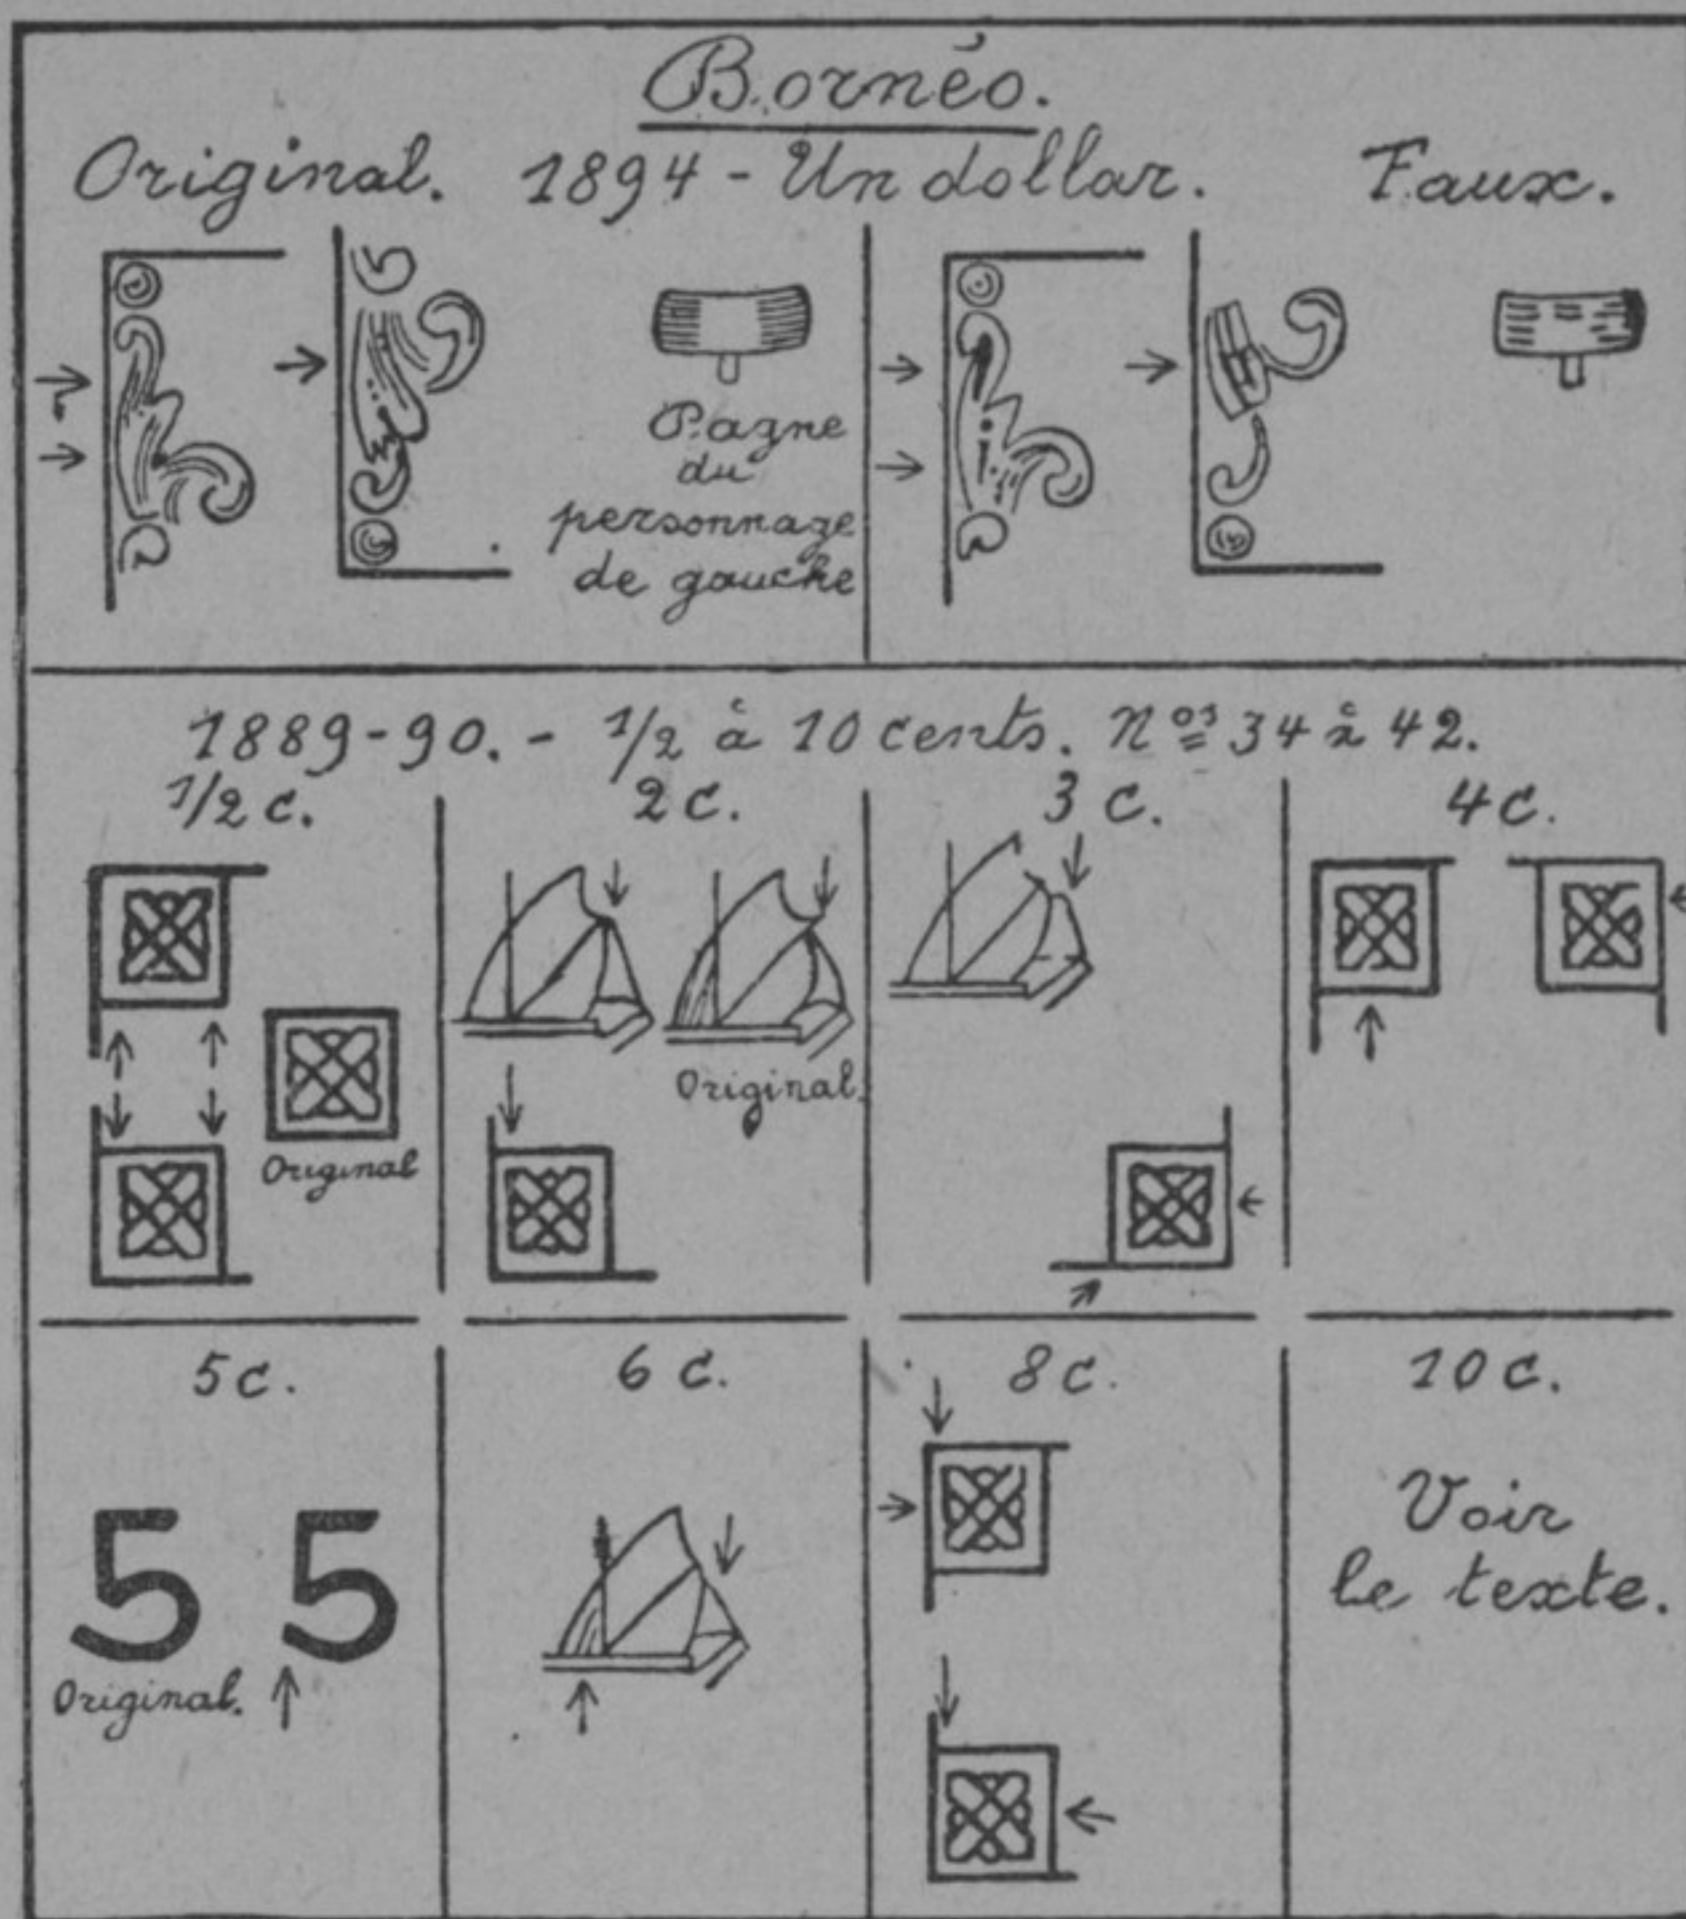 Bornéo.
Original. 1894 - Un dollar. Faux.
Pagne
du
personnage
de gauche
1889-90. - 1/2 à 10 cents. Nos 34 à 42.
1/2 c. 2 c. 3 c. 4 c.
Original.
Original
5 c. 6 c. 8 c. 10 c.
Voir
le texte.
5 5
Original.